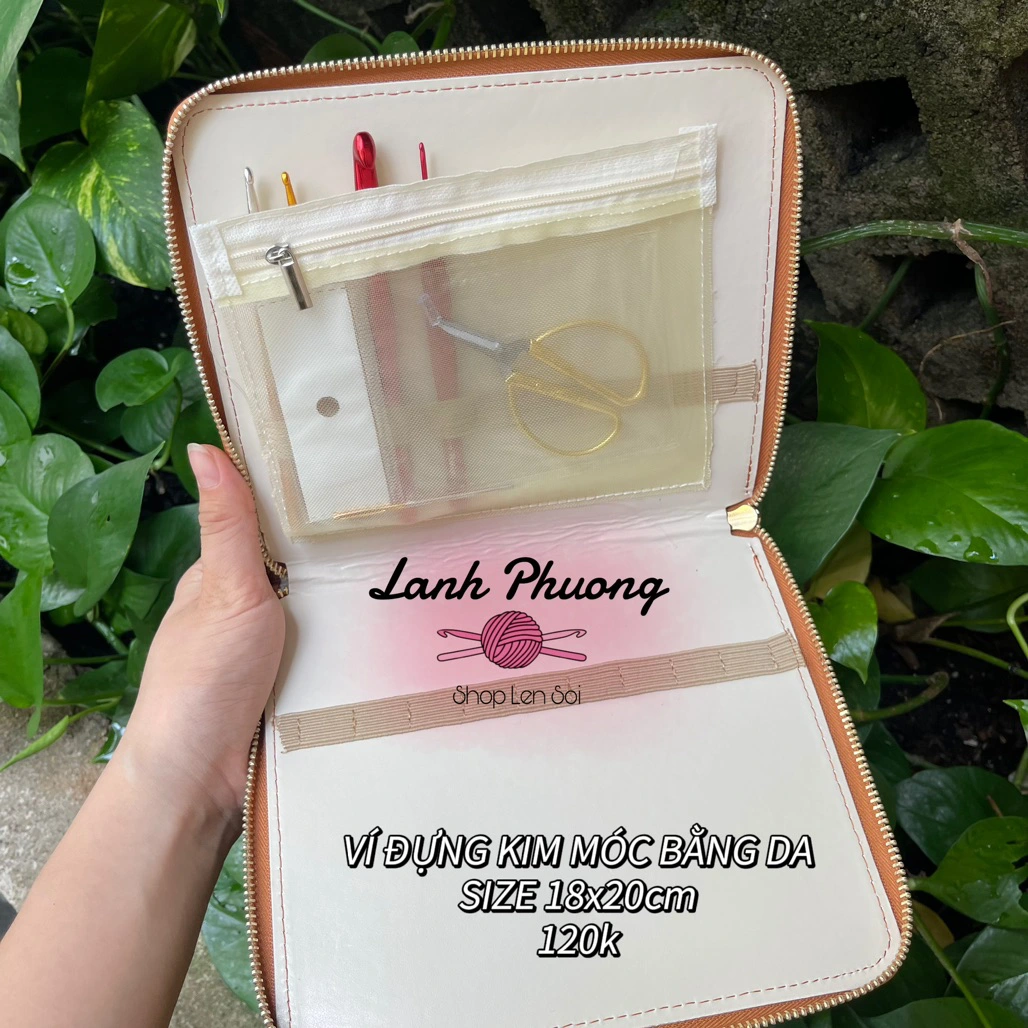 Lanh Phuong
Shop Len Soi
VÍ ĐỰNG KIM MÓC BẰNG DA
SIZE 18x20cm
120k